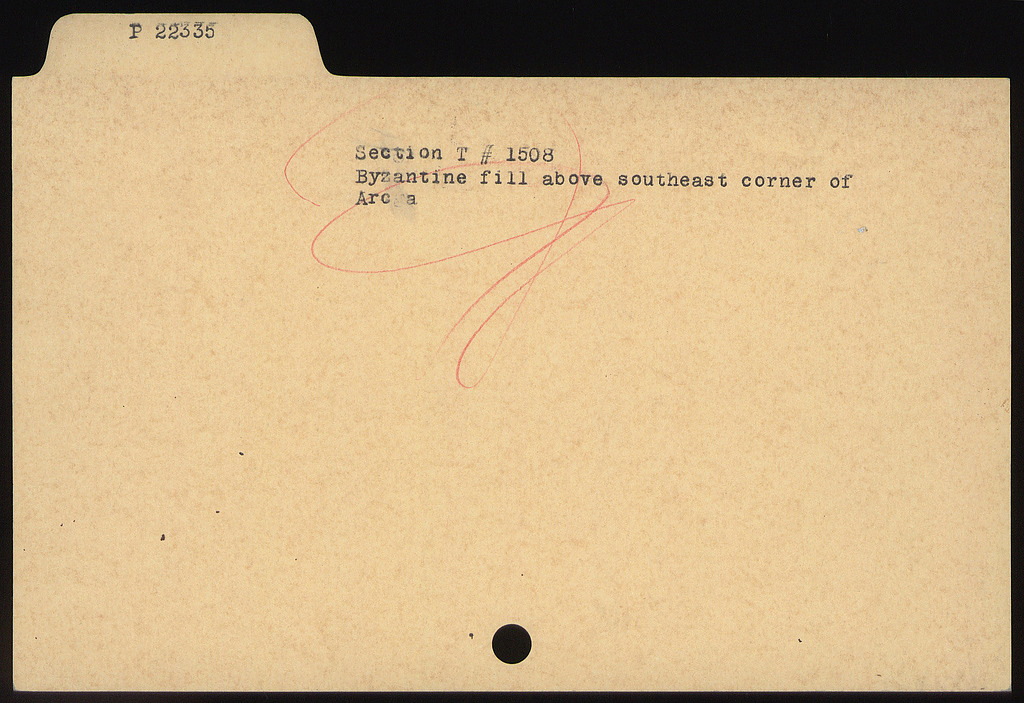 P 22335
Section T # 1508
Byzantine fill above southeast corner of